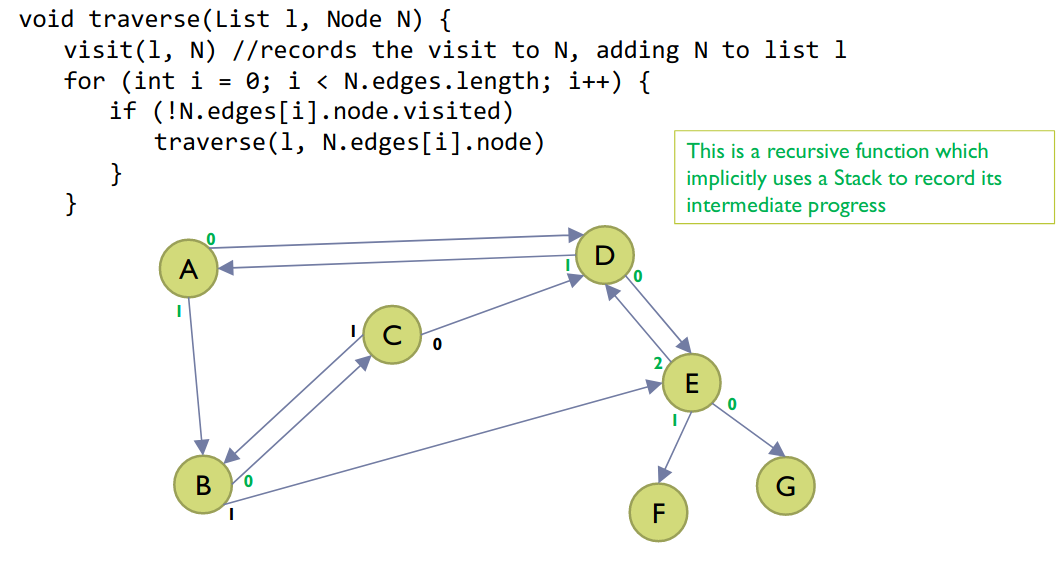 void traverse(List l, Node N) {
visit(l, N) //records the visit to N, adding N to list l
for (int i = 0; i < N.edges.length; i++) {
if (!N.edges[i].node.visited)
traverse(l, N.edges[i].node)
}
}
This is a recursive function which
implicitly uses a Stack to record its
intermediate progress
0
A
1
D
1
0
1
C
0
2
E
0
1
B
0
1
F
G